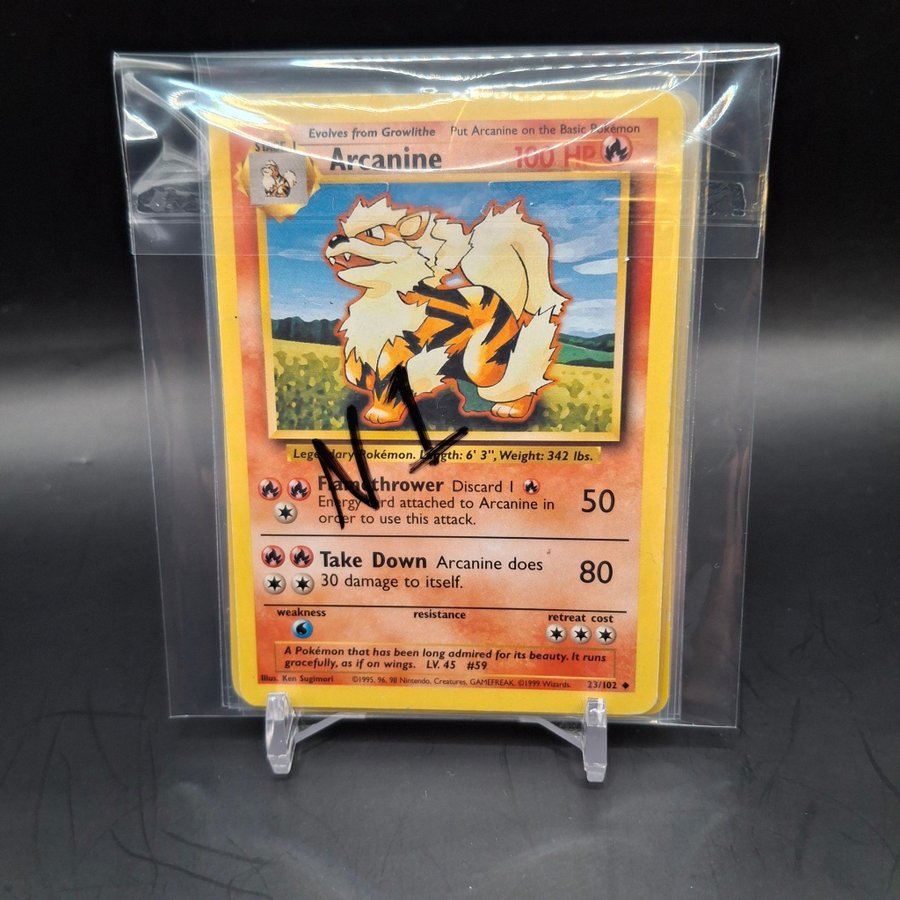 Evolves from Growlithe Put Arcanine on the Basic Pokémon
STAGE 1
Arcanine 100 HP
N1
Legendary Pokémon. Length: 6' 3", Weight: 342 lbs.
Flamethrower Discard 1
Energy card attached to Arcanine in
order to use this attack.
50
Take Down Arcanine does
30 damage to itself.
80
weakness resistance retreat cost
A Pokémon that has been long admired for its beauty. It runs
gracefully, as if on wings. LV. 45 #59
Illus. Ken Sugimori ©1995, 96, 98 Nintendo, Creatures, GAMEFREAK. ©1999 Wizards. 23/102